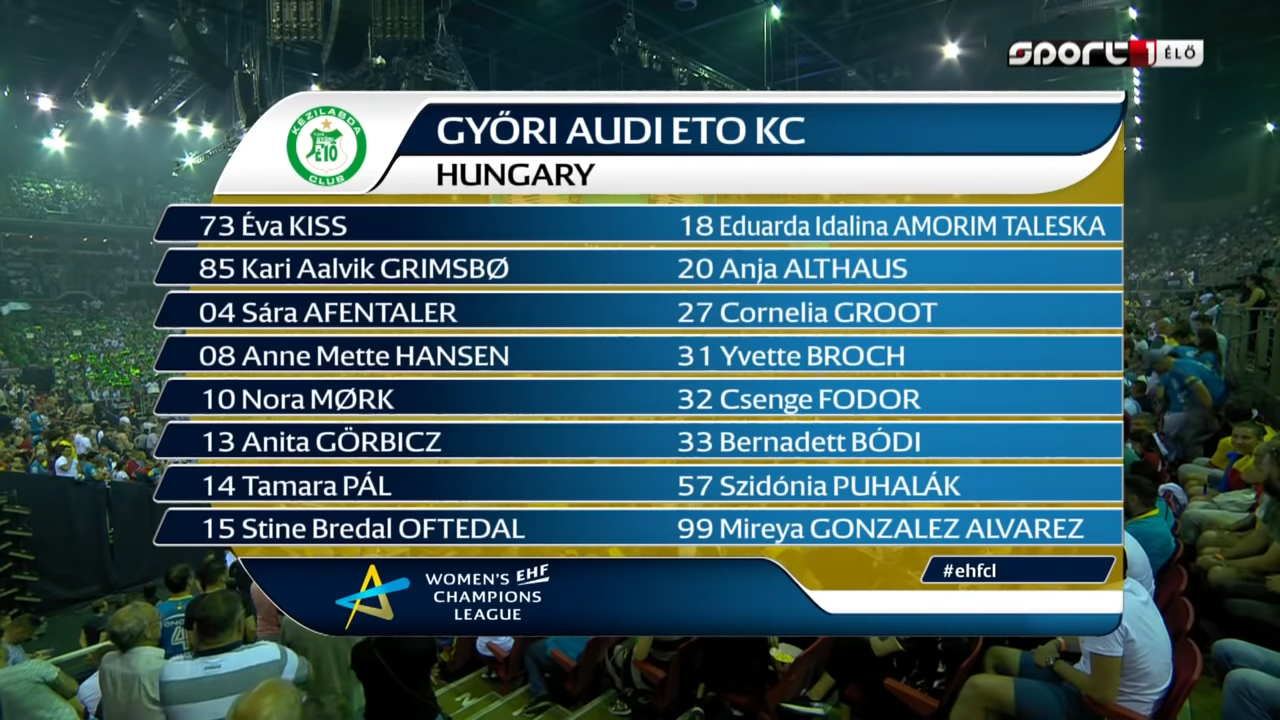 SPORT1 ÉLŐ
KÉZILABDA
GYŐRI
ETO
CLUB
GYŐRI AUDI ETO KC
HUNGARY
73 Éva KISS
85 Kari Aalvik GRIMSBØ
04 Sára AFENTALER
08 Anne Mette HANSEN
10 Nora MØRK
13 Anita GÖRBICZ
14 Tamara PÁL
15 Stine Bredal OFTEDAL
18 Eduarda Idalina AMORIM TALESKA
20 Anja ALTHAUS
27 Cornelia GROOT
31 Yvette BROCH
32 Csenge FODOR
33 Bernadett BÓDI
57 Szidónia PUHALÁK
99 Mireya GONZALEZ ALVAREZ
WOMEN'S EHF
CHAMPIONS
LEAGUE
#ehfcl